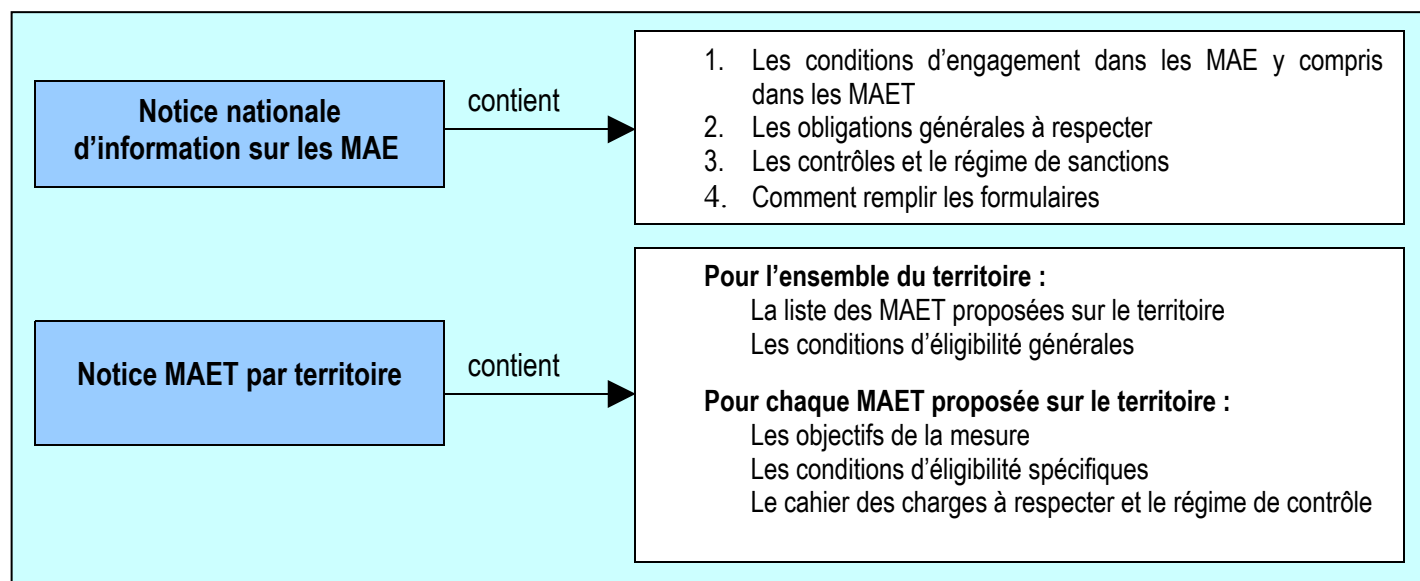 Notice nationale
d’information sur les MAE
contient
1. Les conditions d’engagement dans les MAE y compris
dans les MAET
2. Les obligations générales à respecter
3. Les contrôles et le régime de sanctions
4. Comment remplir les formulaires
Notice MAET par territoire
contient
Pour l’ensemble du territoire :
La liste des MAET proposées sur le territoire
Les conditions d’éligibilité générales
Pour chaque MAET proposée sur le territoire :
Les objectifs de la mesure
Les conditions d’éligibilité spécifiques
Le cahier des charges à respecter et le régime de contrôle